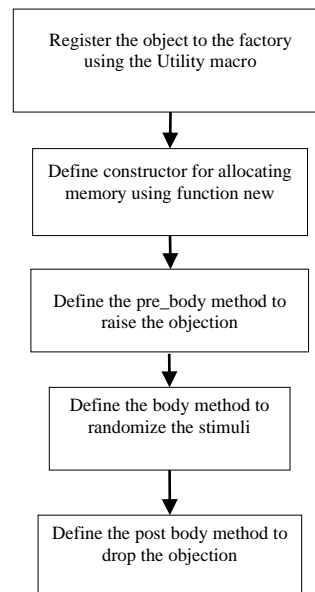 Register the object to the factory
using the Utility macro
Define constructor for allocating
memory using function new
Define the pre_body method to
raise the objection
Define the body method to
randomize the stimuli
Define the post body method to
drop the objection